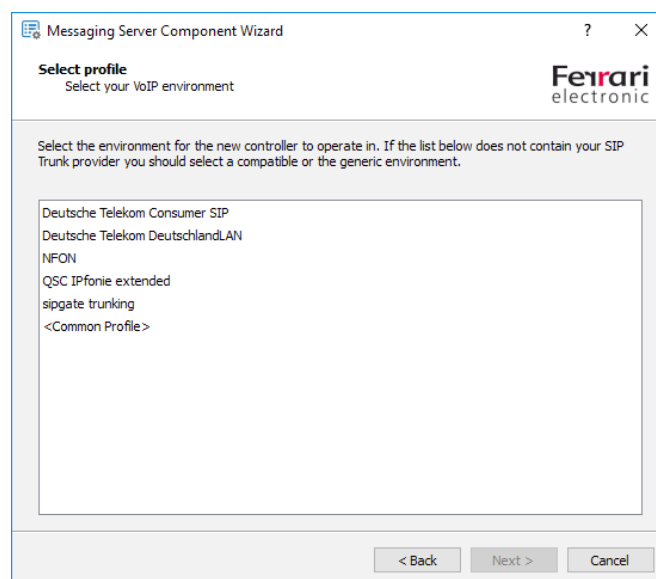 Messaging Server Component Wizard
?
Select profile
Select your VoIP environment
Ferrari
electronic
Select the environment for the new controller to operate in. If the list below does not contain your SIP
Trunk provider you should select a compatible or the generic environment.
Deutsche Telekom Consumer SIP
Deutsche Telekom DeutschlandLAN
NFON
QSC IPfonie extended
sipgate trunking
<Common Profile>
< Back
Next >
Cancel